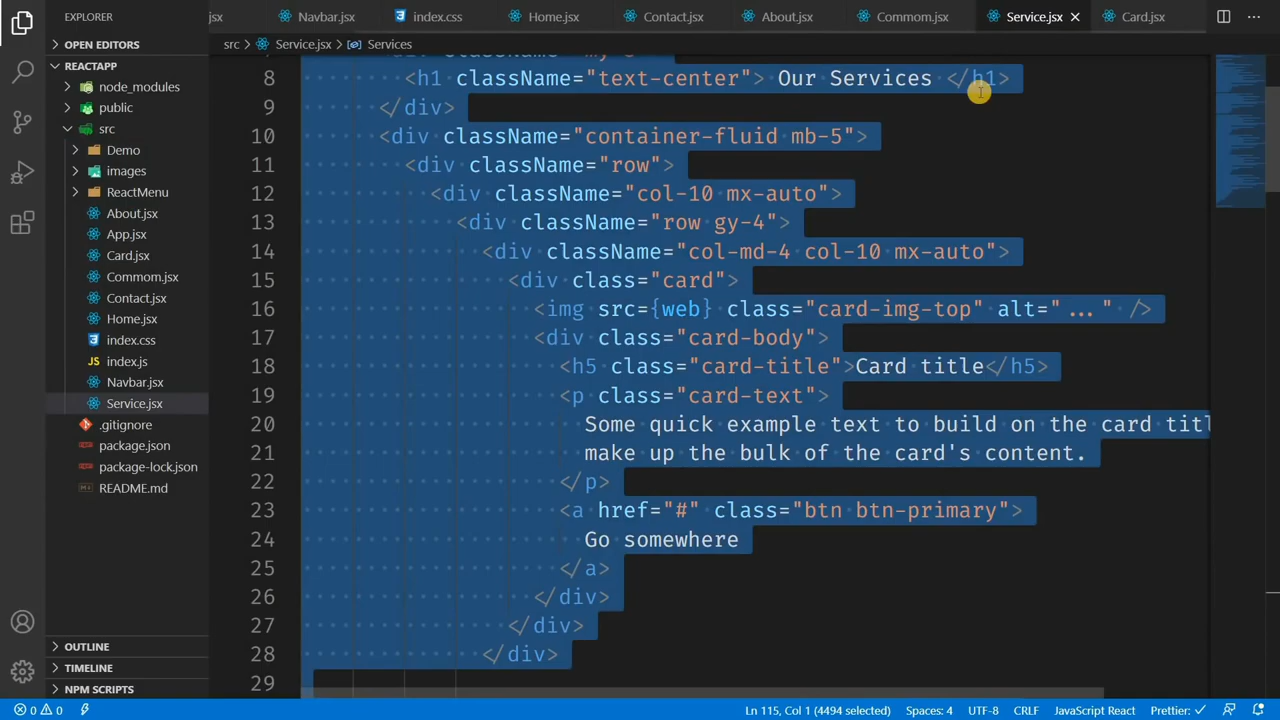 EXPLORER
jsx
Navbar.jsx
index.css
Home.jsx
Contact.jsx
About.jsx
Commom.jsx
Service.jsx
Card.jsx
OPEN EDITORS
src > Service.jsx > Services
REACTAPP
node_modules
public
src
Demo
images
ReactMenu
About.jsx
App.jsx
Card.jsx
Commom.jsx
Contact.jsx
Home.jsx
index.css
index.js
Navbar.jsx
Service.jsx
.gitignore
package.json
package-lock.json
README.md
OUTLINE
TIMELINE
NPM SCRIPTS
8 <h1 className="text-center"> Our Services </h1>
9 </div>
10 <div className="container-fluid mb-5">
11 <div className="row">
12 <div className="col-10 mx-auto">
13 <div className="row gy-4">
14 <div className="col-md-4 col-10 mx-auto">
15 <div class="card">
16 <img src={web} class="card-img-top" alt="..." />
17 <div class="card-body">
18 <h5 class="card-title">Card title</h5>
19 <p class="card-text">
20 Some quick example text to build on the card titl
21 make up the bulk of the card's content.
22 </p>
23 <a href="#" class="btn btn-primary">
24 Go somewhere
25 </a>
26 </div>
27 </div>
28 </div>
29
0 0
Ln 115, Col 1 (4494 selected)
Spaces: 4
UTF-8
CRLF
JavaScript React
Prettier: ✓